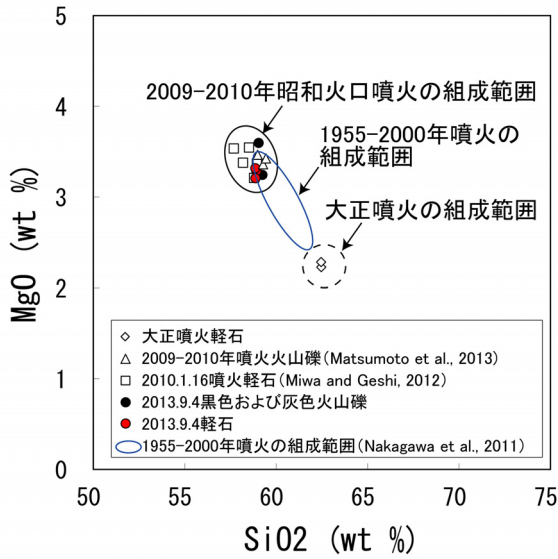 5
4
3
2
1
0
MgO (wt %)
2009-2010年昭和火口噴火の組成範囲
1955-2000年噴火の
組成範囲
大正噴火の組成範囲
大正噴火軽石
2009-2010年噴火火山礫(Matsumoto et al., 2013)
2010.1.16噴火軽石(Miwa and Geshi, 2012)
2013.9.4黒色および灰色火山礫
2013.9.4軽石
1955-2000年噴火の組成範囲(Nakagawa et al., 2011)
50 55 60 65 70 75
SiO2 (wt %)